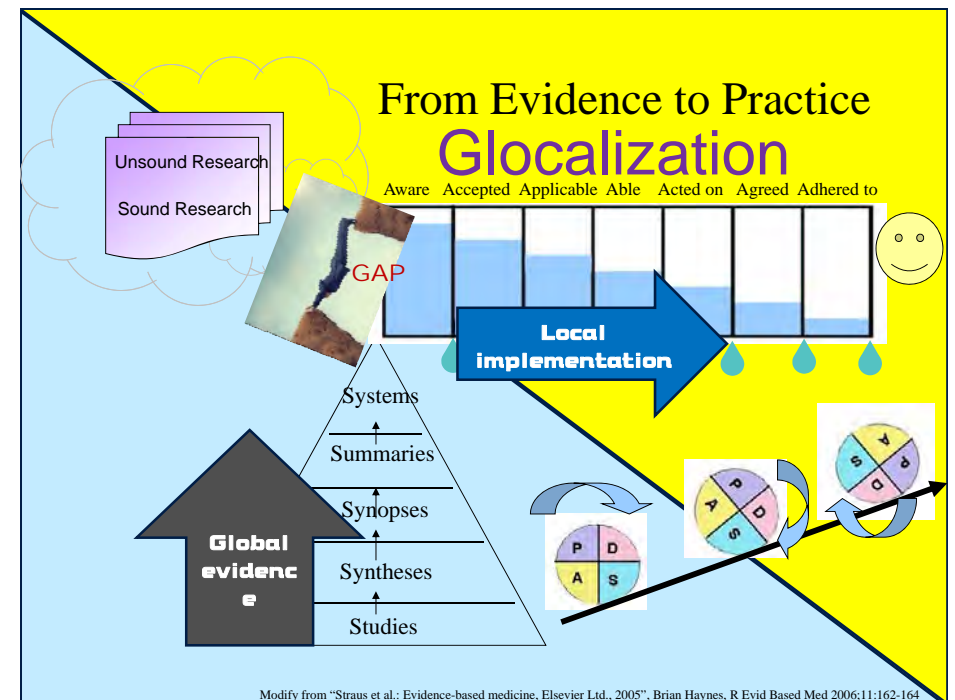 From Evidence to Practice
Glocalization
Unsound Research
Sound Research
Aware Accepted Applicable Able Acted on Agreed Adhered to
GAP
Local
implementation
Systems
Summaries
Synopses
Syntheses
Studies
Global
evidenc
e
P D
A S
P D
A S
P D
A S
Modify from “Straus et al.: Evidence-based medicine, Elsevier Ltd., 2005”, Brian Haynes, R Evid Based Med 2006;11:162-164